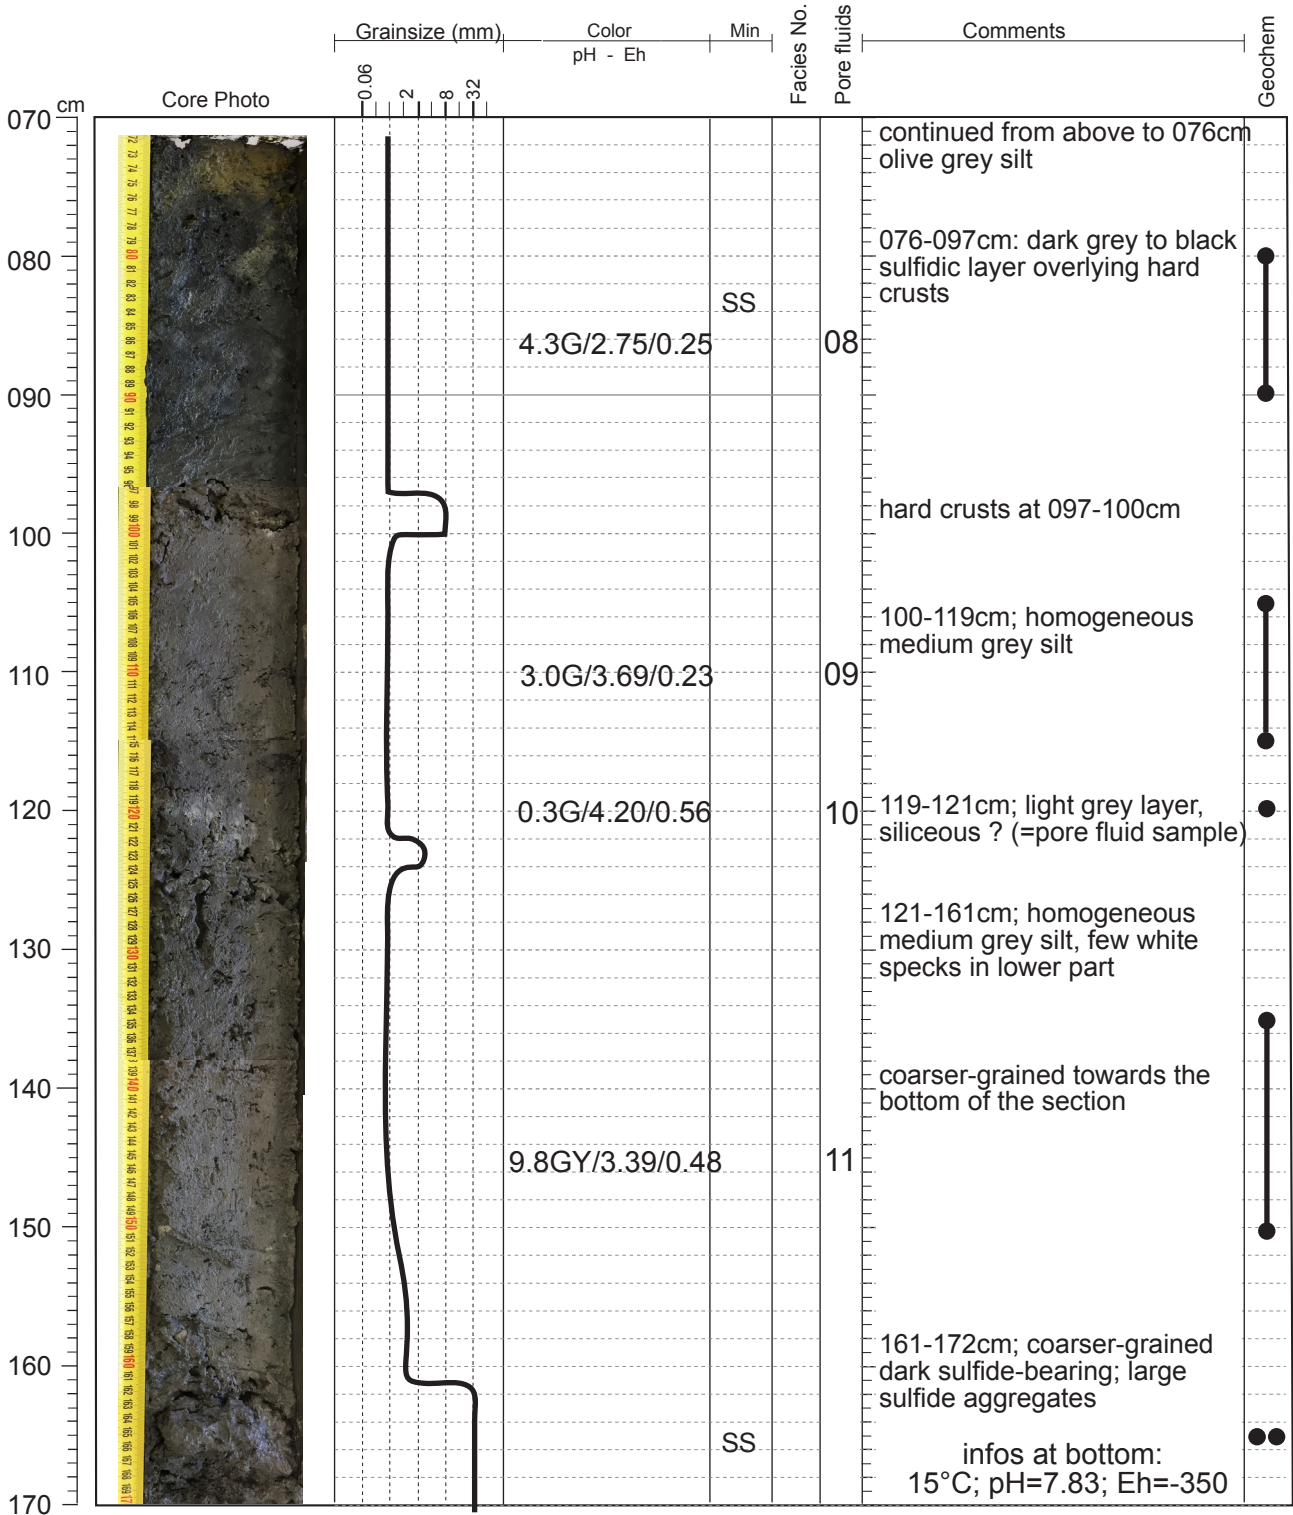 Grainsize (mm)
Color
Min
Facies No.
Pore fluids
Comments
Geochem
pH - Eh
cm
Core Photo
0.06
2
8
32
070
continued from above to 076cm
olive grey silt
076-097cm: dark grey to black
sulfidic layer overlying hard
crusts
080
SS
4.3G/2.75/0.25
08
090
hard crusts at 097-100cm
100
100-119cm; homogeneous
medium grey silt
110
3.0G/3.69/0.23
09
120
0.3G/4.20/0.56
10
119-121cm; light grey layer,
siliceous ? (=pore fluid sample)
121-161cm; homogeneous
medium grey silt, few white
specks in lower part
130
coarser-grained towards the
bottom of the section
140
9.8GY/3.39/0.48
11
150
161-172cm; coarser-grained
dark sulfide-bearing; large
sulfide aggregates
160
SS
infos at bottom:
15°C; pH=7.83; Eh=-350
170